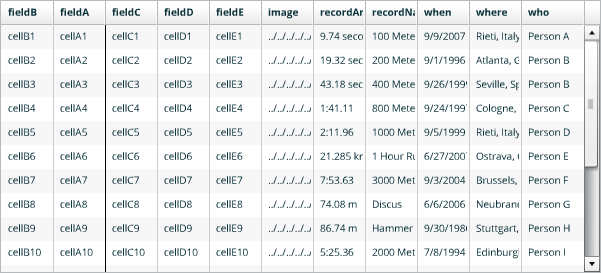 fieldB fieldA fieldC fieldD fieldE image recordAr recordNa when where who
cellB1 cellA1 cellC1 cellD1 cellE1 ../../../../. 9.74 seco 100 Mete 9/9/2007 Rieti, Italy Person A
cellB2 cellA2 cellC2 cellD2 cellE2 ../../../../. 19.32 sec 200 Mete 9/1/1996 Atlanta, G Person B
cellB3 cellA3 cellC3 cellD3 cellE3 ../../../../. 43.18 sec 400 Mete 9/26/199 Seville, Sp Person B
cellB4 cellA4 cellC4 cellD4 cellE4 ../../../../. 1:41.11 800 Mete 9/24/199 Cologne, Person C
cellB5 cellA5 cellC5 cellD5 cellE5 ../../../../. 2:11.96 1000 Met 9/5/1999 Rieti, Italy Person D
cellB6 cellA6 cellC6 cellD6 cellE6 ../../../../. 21.285 kr 1 Hour Ru 6/27/200 Ostrava, Person E
cellB7 cellA7 cellC7 cellD7 cellE7 ../../../../. 7:53.63 3000 Met 9/3/2004 Brussels, Person F
cellB8 cellA8 cellC8 cellD8 cellE8 ../../../../. 74.08 m Discus 6/6/2006 Neubran Person G
cellB9 cellA9 cellC9 cellD9 cellE9 ../../../../. 86.74 m Hammer 9/30/198 Stuttgart, Person H
cellB10 cellA10 cellC10 cellD10 cellE10 ../../../../. 5:25.36 2000 Met 7/8/1994 Edinburg Person I